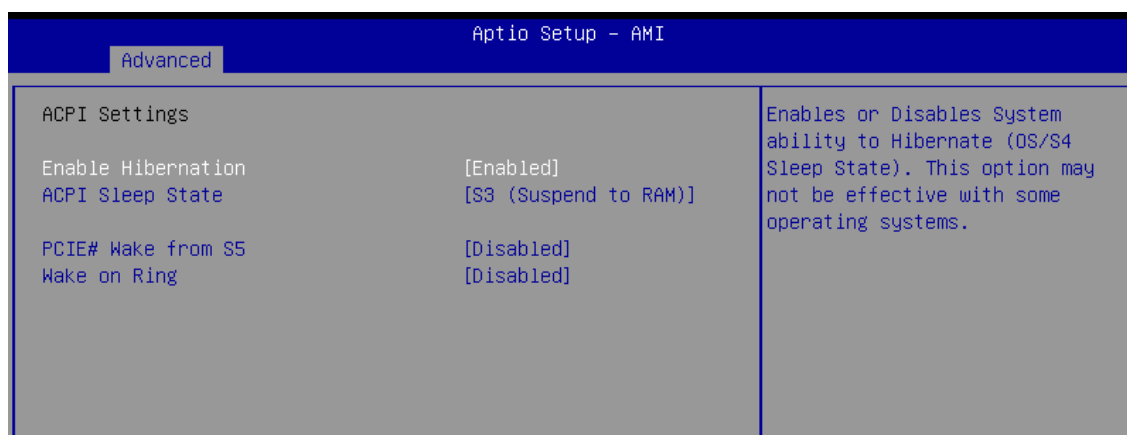 Aptio Setup - AMI
Advanced
ACPI Settings
Enable Hibernation [Enabled]
ACPI Sleep State [S3 (Suspend to RAM)]
PCIE# Wake from S5 [Disabled]
Wake on Ring [Disabled]
Enables or Disables System
ability to Hibernate (OS/S4
Sleep State). This option may
not be effective with some
operating systems.